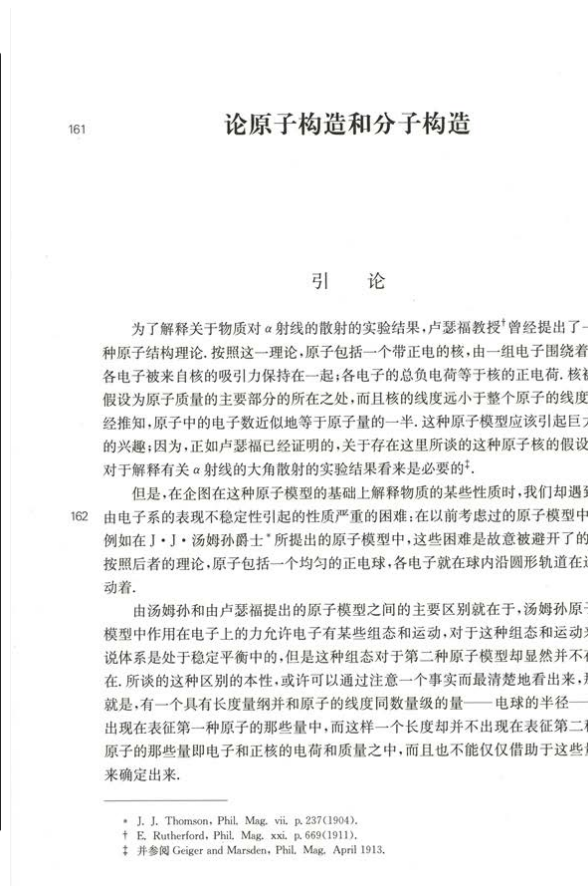 161
论原子构造和分子构造
引 论
为了解释关于物质对α射线的散射的实验结果,卢瑟福教授†曾经提出了一
种原子结构理论.按照这一理论,原子包括一个带正电的核,由一组电子围绕着
各电子被来自核的吸引力保持在一起;各电子的总负电荷等于核的正电荷.核被
假设为原子质量的主要部分的所在之处,而且核的线度远小于整个原子的线度
经推知,原子中的电子数近似地等于原子量的一半.这种原子模型应该引起巨大
的兴趣;因为,正如卢瑟福已经证明的,关于存在这里所谈的这种原子核的假设
对于解释有关α射线的大角散射的实验结果看来是必要的‡.
但是,在企图在这种原子模型的基础上解释物质的某些性质时,我们却遇到
162 由电子系的表现不稳定性引起的性质严重的困难:在以前考虑过的原子模型中
例如在J·J·汤姆孙爵士*所提出的原子模型中,这些困难是故意被避开了的
按照后者的理论,原子包括一个均匀的正电球,各电子就在球内沿圆形轨道在运
动着.
由汤姆孙和由卢瑟福提出的原子模型之间的主要区别就在于,汤姆孙原子
模型中作用在电子上的力允许电子有某些组态和运动,对于这种组态和运动来
说体系是处于稳定平衡中的,但是这种组态对于第二种原子模型却显然并不存
在.所谈的这种区别的本性,或许可以通过注意一个事实而最清楚地看出来,那
就是,有一个具有长度量纲并和原子的线度同数量级的量——电球的半径——
出现在表征第一种原子的那些量中,而这样一个长度却并不出现在表征第二种
原子的那些量即电子和正核的电荷和质量之中,而且也不能仅仅借助于这些量
来确定出来.
* J. J. Thomson, Phil. Mag. vii. p. 237(1904).
† E. Rutherford, Phil. Mag. xxi. p. 669(1911).
‡ 并参阅 Geiger and Marsden, Phil. Mag. April 1913.